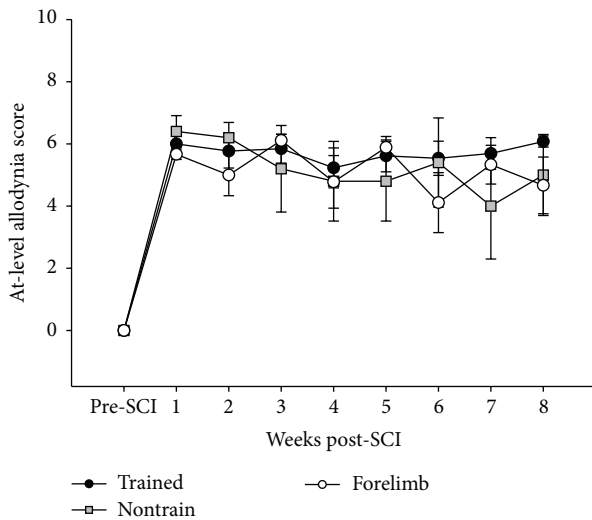 At-level allodynia score
10
8
6
4
2
0
Pre-SCI 1 2 3 4 5 6 7 8
Weeks post-SCI
Trained
Nontrain
Forelimb